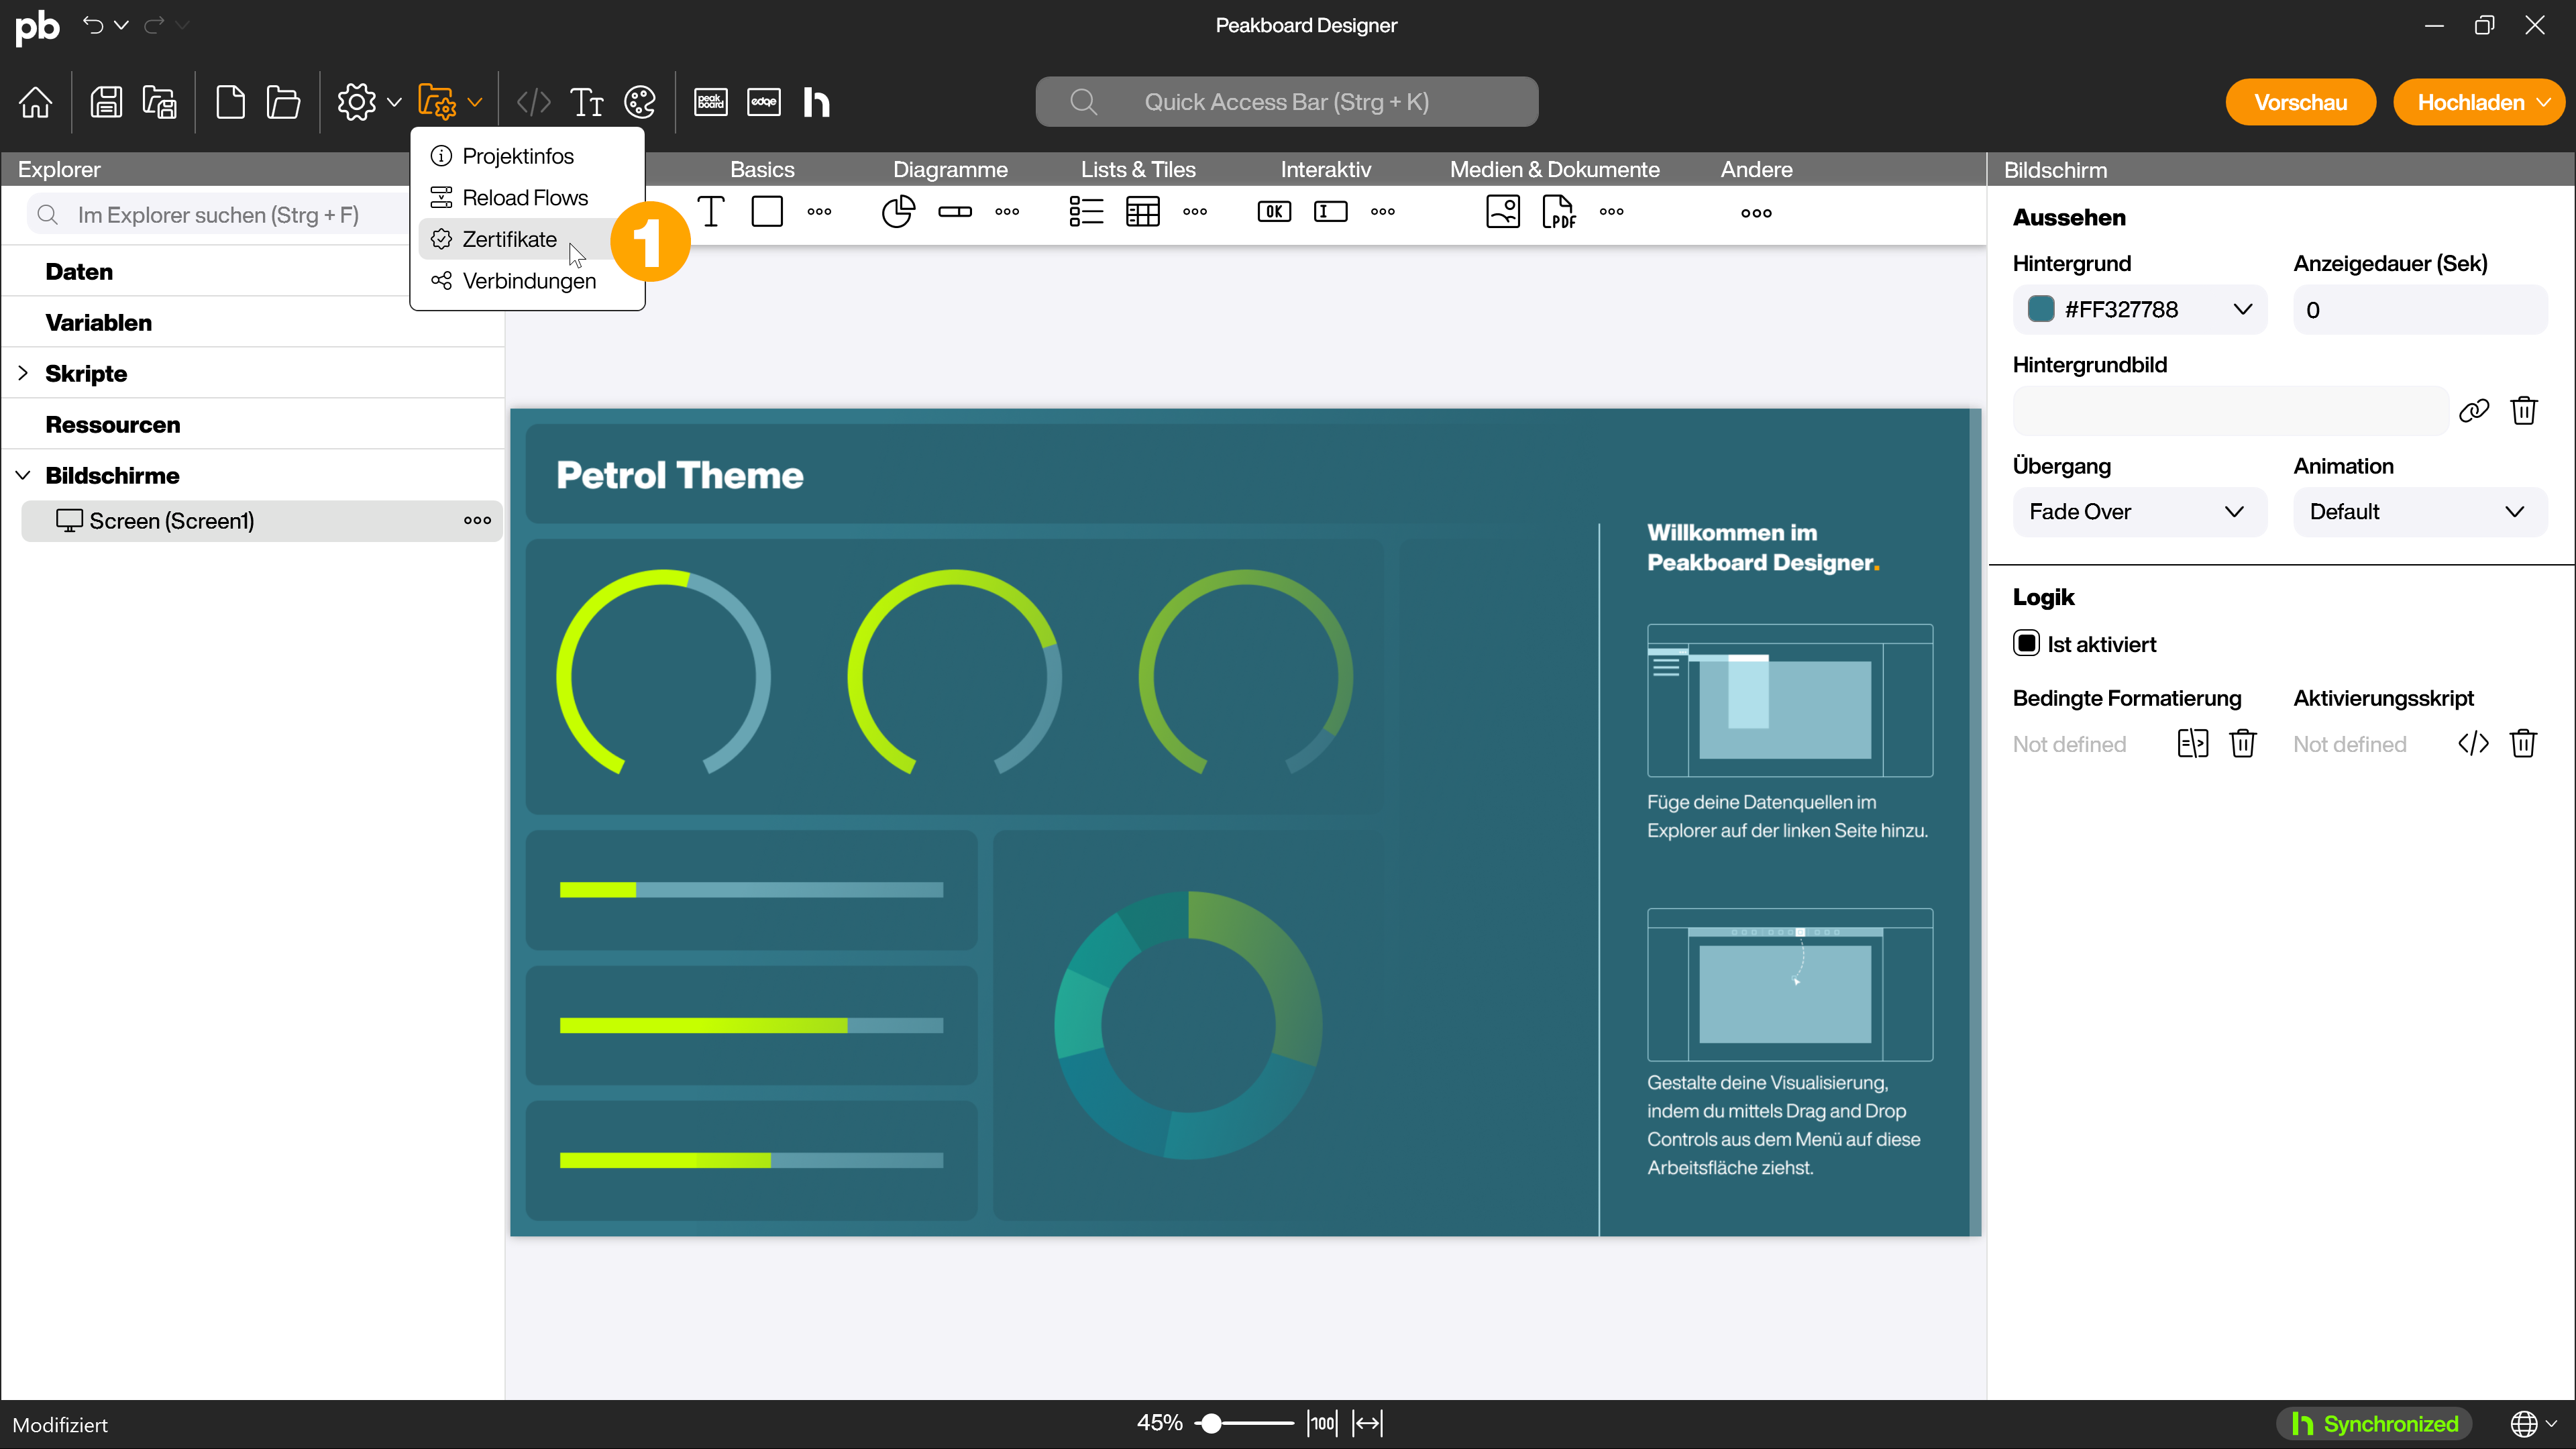 pb
Peakboard Designer
peak board
edge
h
Quick Access Bar (Strg + K)
Vorschau
Hochladen
Explorer
Im Explorer suchen (Strg + F)
Daten
Variablen
Skripte
Ressourcen
Bildschirme
Screen (Screen1)
Projektinfos
Reload Flows
Zertifikate
Verbindungen
1
Basics
Diagramme
Lists & Tiles
Interaktiv
Medien & Dokumente
Andere
OK
PDF
Petrol Theme
Willkommen im
Peakboard Designer.
Füge deine Datenquellen im
Explorer auf der linken Seite hinzu.
Gestalte deine Visualisierung,
indem du mittels Drag and Drop
Controls aus dem Menü auf diese
Arbeitsfläche ziehst.
Bildschirm
Aussehen
Hintergrund
Anzeigedauer (Sek)
#FF327788
0
Hintergrundbild
Übergang
Animation
Fade Over
Default
Logik
Ist aktiviert
Bedingte Formatierung
Aktivierungsskript
Not defined
Not defined
Modifiziert
45%
100
h Synchronized